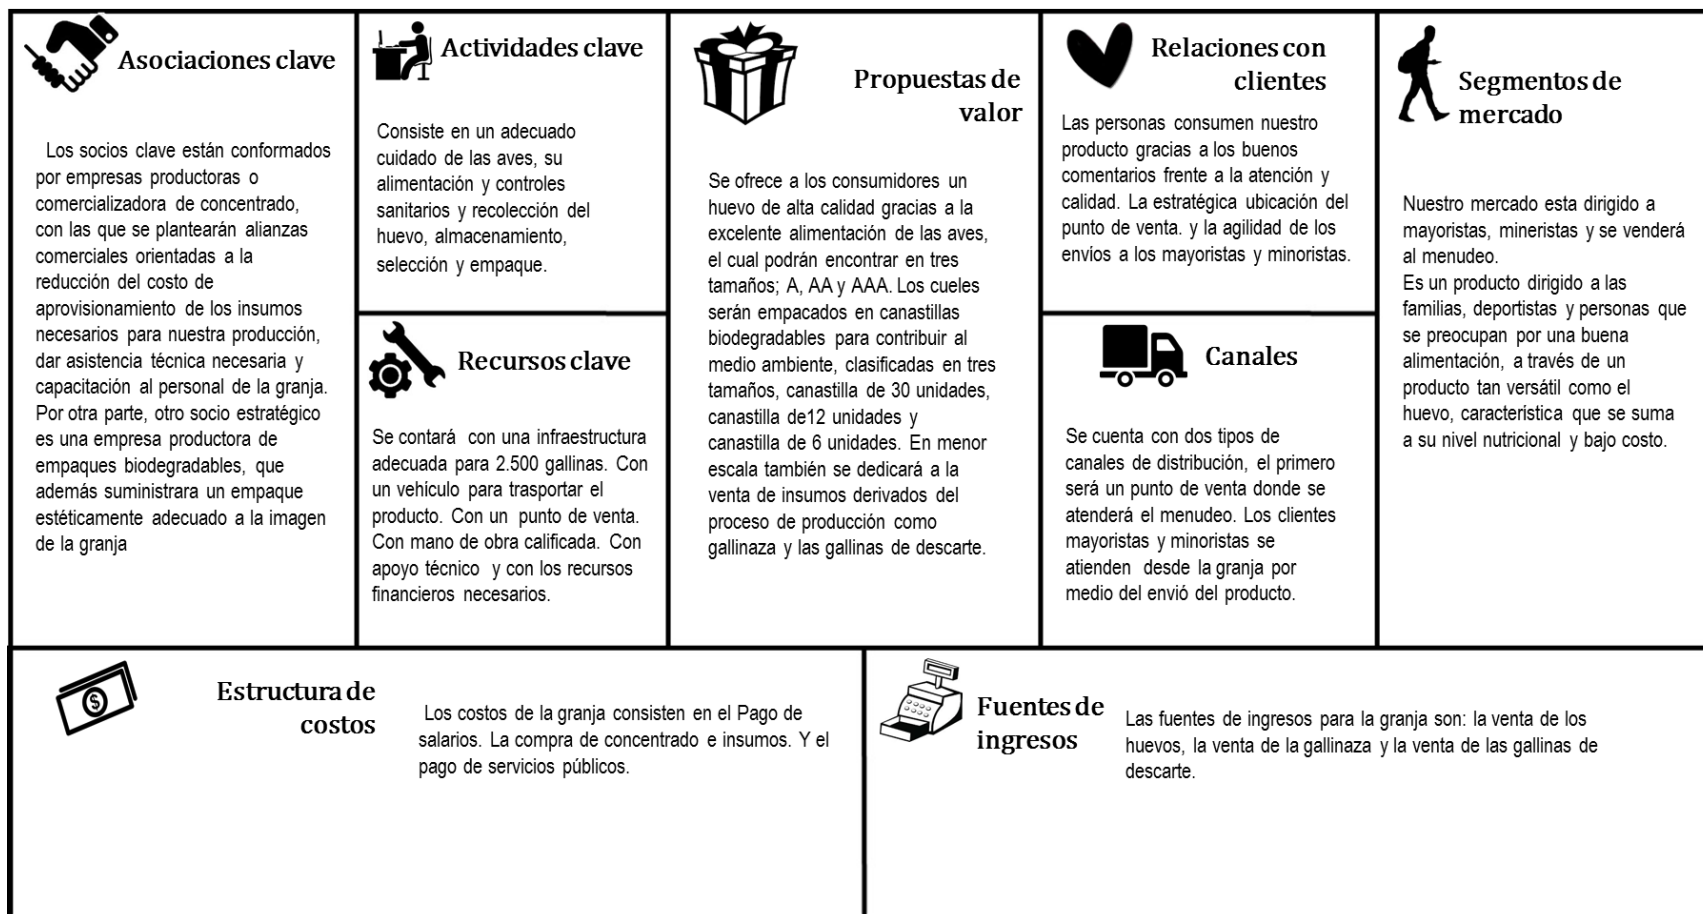 Asociaciones clave
Los socios clave están conformados
por empresas productoras o
comercializadora de concentrado,
con las que se plantearán alianzas
comerciales orientadas a la
reducción del costo de
aprovisionamiento de los insumos
necesarios para nuestra producción,
dar asistencia técnica necesaria y
capacitación al personal de la granja.
Por otra parte, otro socio estratégico
es una empresa productora de
empaques biodegradables, que
además suministrara un empaque
estéticamente adecuado a la imagen
de la granja
Actividades clave
Consiste en un adecuado
cuidado de las aves, su
alimentación y controles
sanitarios y recolección del
huevo, almacenamiento,
selección y empaque.
Recursos clave
Se contará con una infraestructura
adecuada para 2.500 gallinas. Con
un vehículo para trasportar el
producto. Con un punto de venta.
Con mano de obra calificada. Con
apoyo técnico y con los recursos
financieros necesarios.
Propuestas de
valor
Se ofrece a los consumidores un
huevo de alta calidad gracias a la
excelente alimentación de las aves,
el cual podrán encontrar en tres
tamaños; A, AA y AAA. Los cueles
serán empacados en canastillas
biodegradables para contribuir al
medio ambiente, clasificadas en tres
tamaños, canastilla de 30 unidades,
canastilla de12 unidades y
canastilla de 6 unidades. En menor
escala también se dedicará a la
venta de insumos derivados del
proceso de producción como
gallinaza y las gallinas de descarte.
Relaciones con
clientes
Las personas consumen nuestro
producto gracias a los buenos
comentarios frente a la atención y
calidad. La estratégica ubicación del
punto de venta. y la agilidad de los
envíos a los mayoristas y minoristas.
Canales
Se cuenta con dos tipos de
canales de distribución, el primero
será un punto de venta donde se
atenderá el menudeo. Los clientes
mayoristas y minoristas se
atienden desde la granja por
medio del envió del producto.
Segmentos de
mercado
Nuestro mercado esta dirigido a
mayoristas, mineristas y se venderá
al menudeo.
Es un producto dirigido a las
familias, deportistas y personas que
se preocupan por una buena
alimentación, a través de un
producto tan versátil como el
huevo, característica que se suma
a su nivel nutricional y bajo costo.
Estructura de
costos
Los costos de la granja consisten en el Pago de
salarios. La compra de concentrado e insumos. Y el
pago de servicios públicos.
Fuentes de
ingresos
Las fuentes de ingresos para la granja son: la venta de los
huevos, la venta de la gallinaza y la venta de las gallinas de
descarte.